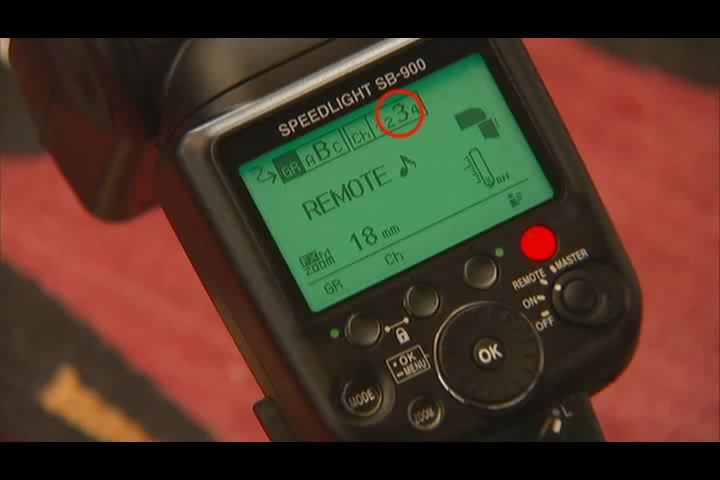 SPEEDLIGHT SB-900
GR A B C Ch 2 3 4
REMOTE
OFF
Zoom 18 mm
GR Ch
REMOTE MASTER
ON
OFF
OK
MENU
OK
MODE
ZOOM
L